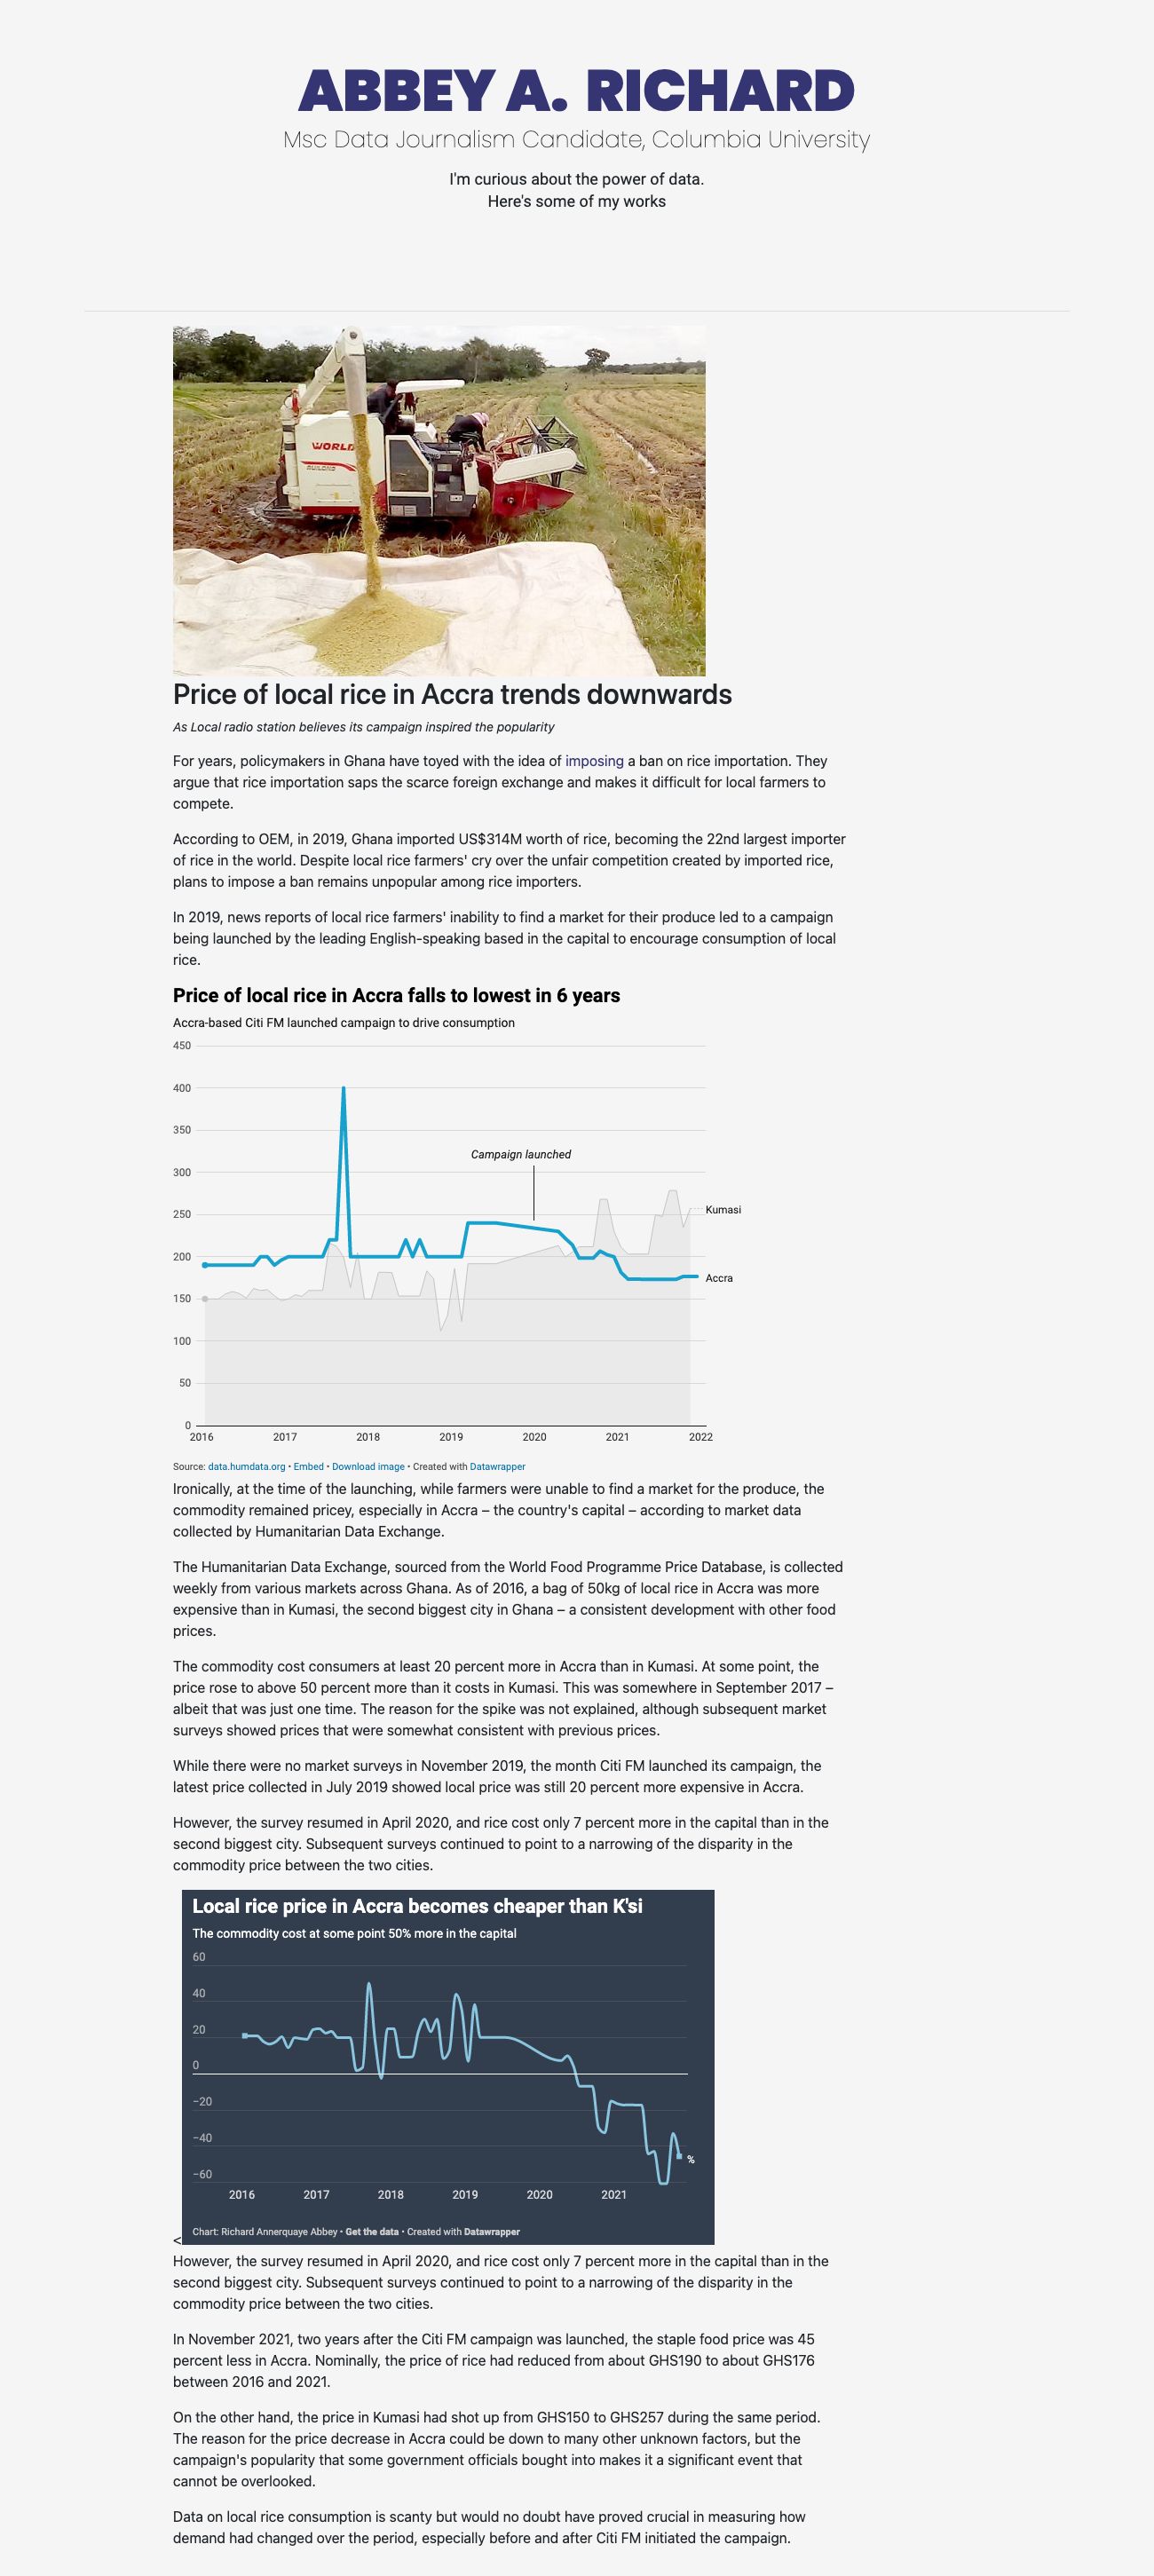 ABBEY A. RICHARD
Msc Data Journalism Candidate, Columbia University
I'm curious about the power of data.
Here's some of my works
WORLD
RUILONG
Price of local rice in Accra trends downwards
As Local radio station believes its campaign inspired the popularity
For years, policymakers in Ghana have toyed with the idea of imposing a ban on rice importation. They
argue that rice importation saps the scarce foreign exchange and makes it difficult for local farmers to
compete.
According to OEM, in 2019, Ghana imported US$314M worth of rice, becoming the 22nd largest importer
of rice in the world. Despite local rice farmers' cry over the unfair competition created by imported rice,
plans to impose a ban remains unpopular among rice importers.
In 2019, news reports of local rice farmers' inability to find a market for their produce led to a campaign
being launched by the leading English-speaking based in the capital to encourage consumption of local
rice.
Price of local rice in Accra falls to lowest in 6 years
Accra-based Citi FM launched campaign to drive consumption
450
400
350
Campaign launched
300
250
Kumasi
200
Accra
150
100
50
0
2016 2017 2018 2019 2020 2021 2022
Source: data.humdata.org • Embed • Download image • Created with Datawrapper
Ironically, at the time of the launching, while farmers were unable to find a market for the produce, the
commodity remained pricey, especially in Accra – the country's capital – according to market data
collected by Humanitarian Data Exchange.
The Humanitarian Data Exchange, sourced from the World Food Programme Price Database, is collected
weekly from various markets across Ghana. As of 2016, a bag of 50kg of local rice in Accra was more
expensive than in Kumasi, the second biggest city in Ghana – a consistent development with other food
prices.
The commodity cost consumers at least 20 percent more in Accra than in Kumasi. At some point, the
price rose to above 50 percent more than it costs in Kumasi. This was somewhere in September 2017 –
albeit that was just one time. The reason for the spike was not explained, although subsequent market
surveys showed prices that were somewhat consistent with previous prices.
While there were no market surveys in November 2019, the month Citi FM launched its campaign, the
latest price collected in July 2019 showed local price was still 20 percent more expensive in Accra.
However, the survey resumed in April 2020, and rice cost only 7 percent more in the capital than in the
second biggest city. Subsequent surveys continued to point to a narrowing of the disparity in the
commodity price between the two cities.
Local rice price in Accra becomes cheaper than K'si
The commodity cost at some point 50% more in the capital
60
40
20
0
−20
−40
%
−60
2016 2017 2018 2019 2020 2021
Chart: Richard Annerquaye Abbey • Get the data • Created with Datawrapper
<
However, the survey resumed in April 2020, and rice cost only 7 percent more in the capital than in the
second biggest city. Subsequent surveys continued to point to a narrowing of the disparity in the
commodity price between the two cities.
In November 2021, two years after the Citi FM campaign was launched, the staple food price was 45
percent less in Accra. Nominally, the price of rice had reduced from about GHS190 to about GHS176
between 2016 and 2021.
On the other hand, the price in Kumasi had shot up from GHS150 to GHS257 during the same period.
The reason for the price decrease in Accra could be down to many other unknown factors, but the
campaign's popularity that some government officials bought into makes it a significant event that
cannot be overlooked.
Data on local rice consumption is scanty but would no doubt have proved crucial in measuring how
demand had changed over the period, especially before and after Citi FM initiated the campaign.